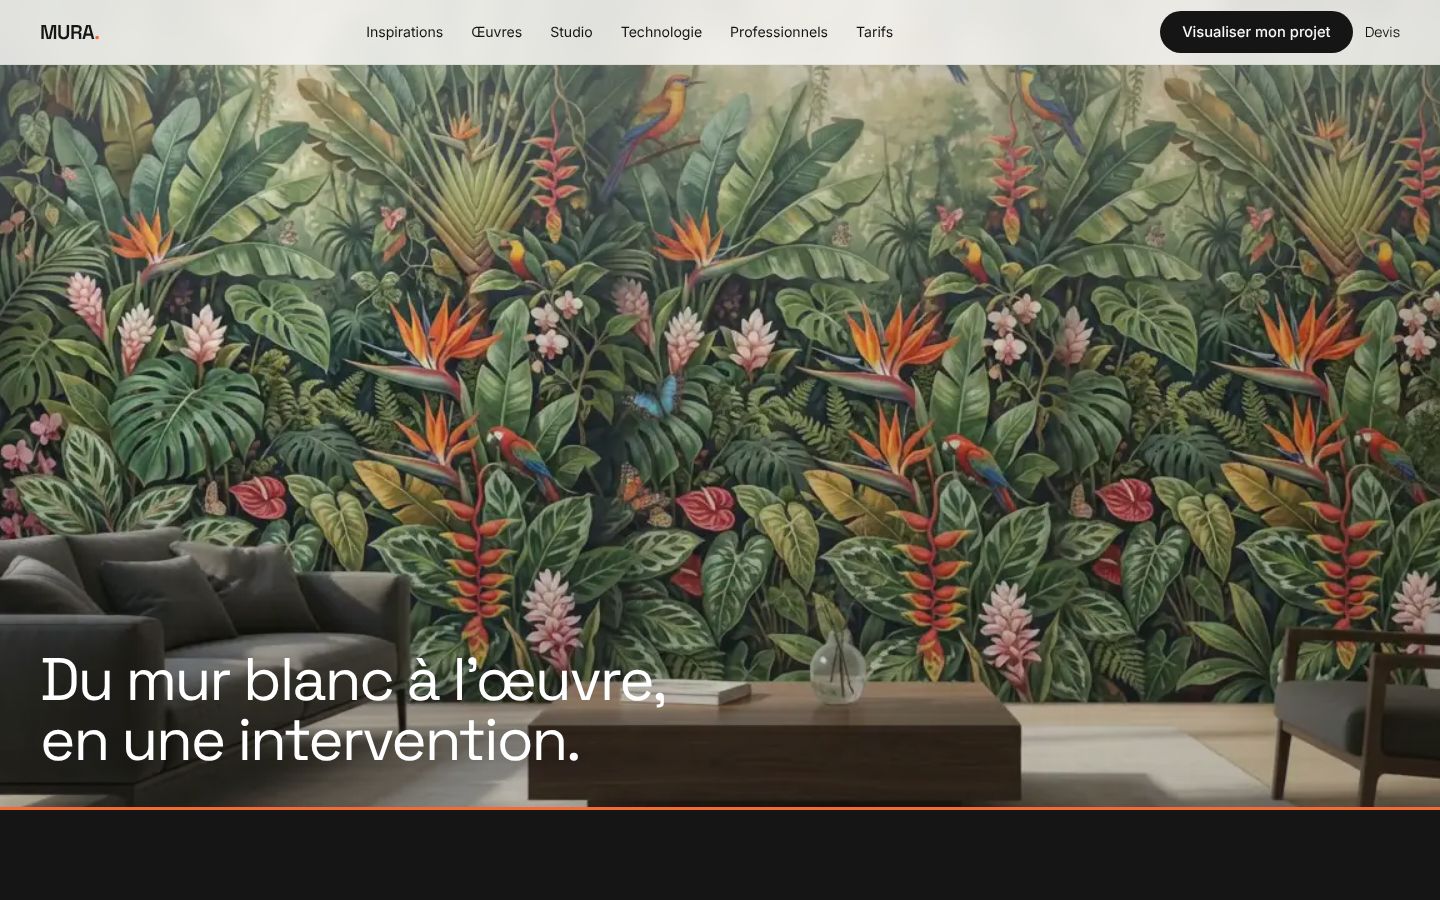 MURA.
Inspirations
Œuvres
Studio
Technologie
Professionnels
Tarifs
Visualiser mon projet
Devis
Du mur blanc à l’œuvre,
en une intervention.